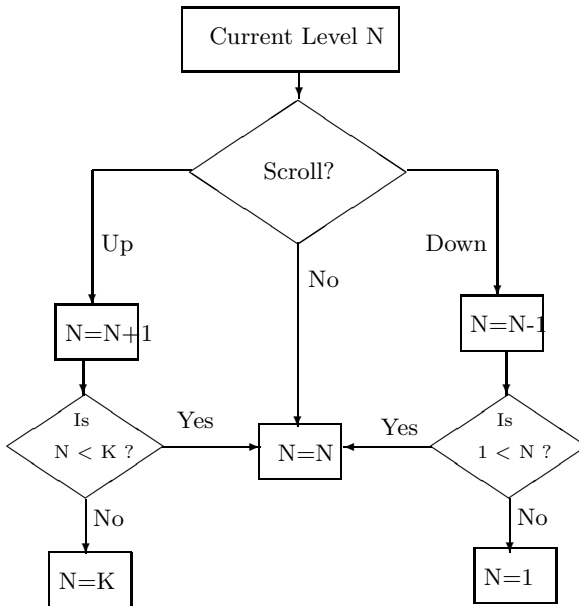 Current Level N
Scroll?
Up
Down
No
N=N+1
N=N-1
Is
N < K ?
Yes
N=N
Yes
Is
1 < N ?
No
No
N=K
N=1